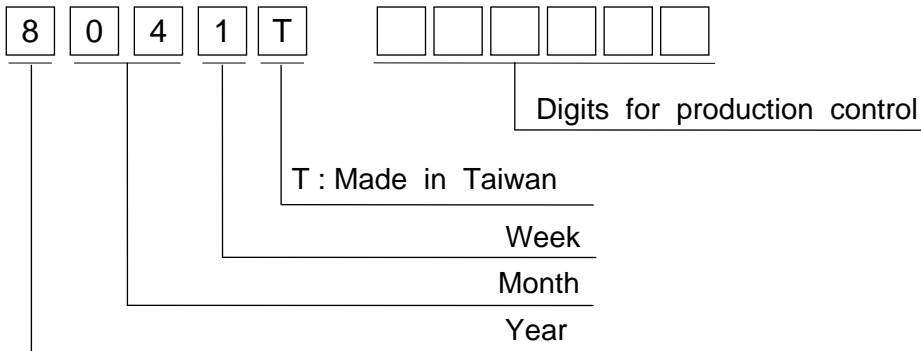 8 0 4 1 T
Digits for production control
T : Made in Taiwan
Week
Month
Year